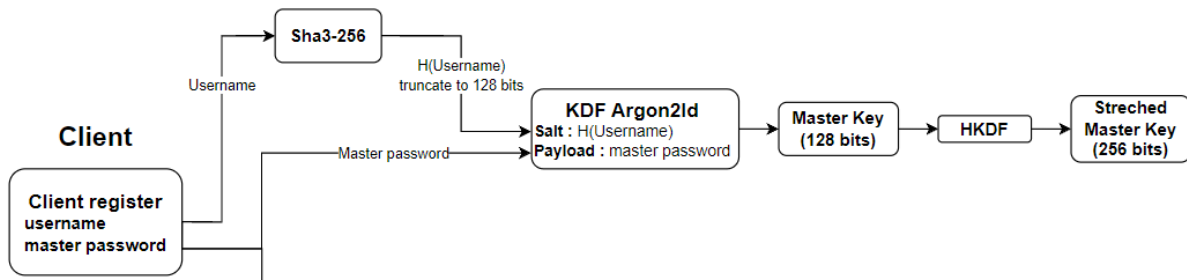 Sha3-256
Username
H(Username)
truncate to 128 bits
Client
Client register
username
master password
Master password
KDF Argon2Id
Salt : H(Username)
Payload : master password
Master Key
(128 bits)
HKDF
Streched
Master Key
(256 bits)